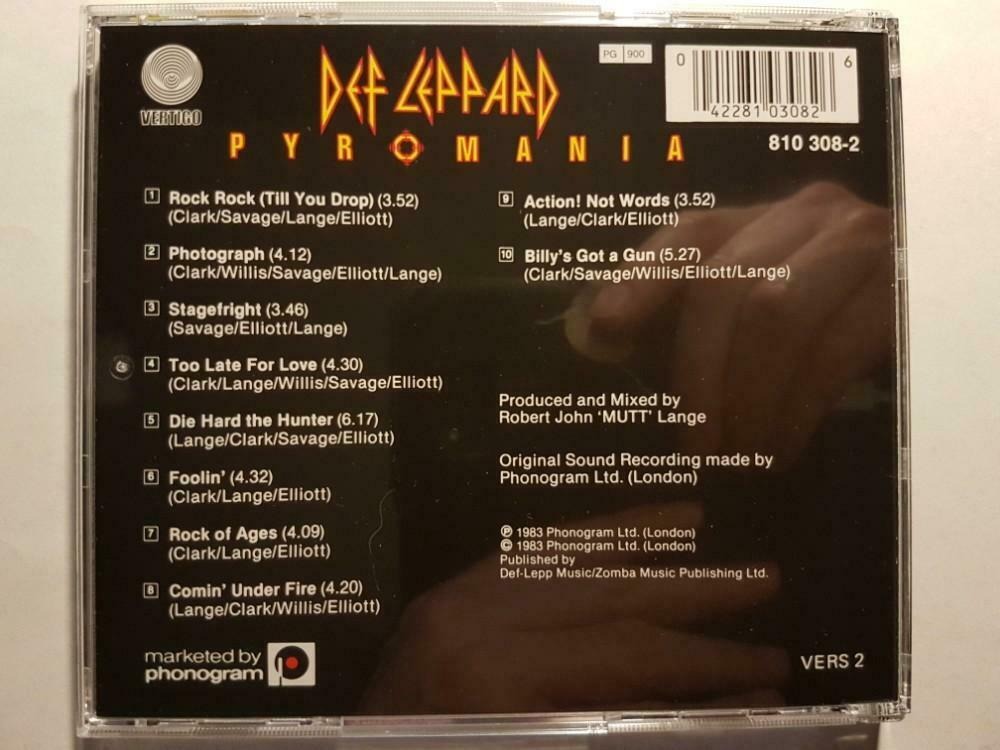 VERTIGO
DEF LEPPARD
PYROMANIA
PG 900
0 42281 03082 6
810 308-2
1 Rock Rock (Till You Drop) (3.52)
(Clark/Savage/Lange/Elliott)
2 Photograph (4.12)
(Clark/Willis/Savage/Elliott/Lange)
3 Stagefright (3.46)
(Savage/Elliott/Lange)
4 Too Late For Love (4.30)
(Clark/Lange/Willis/Savage/Elliott)
5 Die Hard the Hunter (6.17)
(Lange/Clark/Savage/Elliott)
6 Foolin' (4.32)
(Clark/Lange/Elliott)
7 Rock of Ages (4.09)
(Clark/Lange/Elliott)
8 Comin' Under Fire (4.20)
(Lange/Clark/Willis/Elliott)
9 Action! Not Words (3.52)
(Lange/Clark/Elliott)
10 Billy's Got a Gun (5.27)
(Clark/Savage/Willis/Elliott/Lange)
Produced and Mixed by
Robert John 'MUTT' Lange
Original Sound Recording made by
Phonogram Ltd. (London)
℗ 1983 Phonogram Ltd. (London)
© 1983 Phonogram Ltd. (London)
Published by
Def-Lepp Music/Zomba Music Publishing Ltd.
marketed by
phonogram
VERS 2